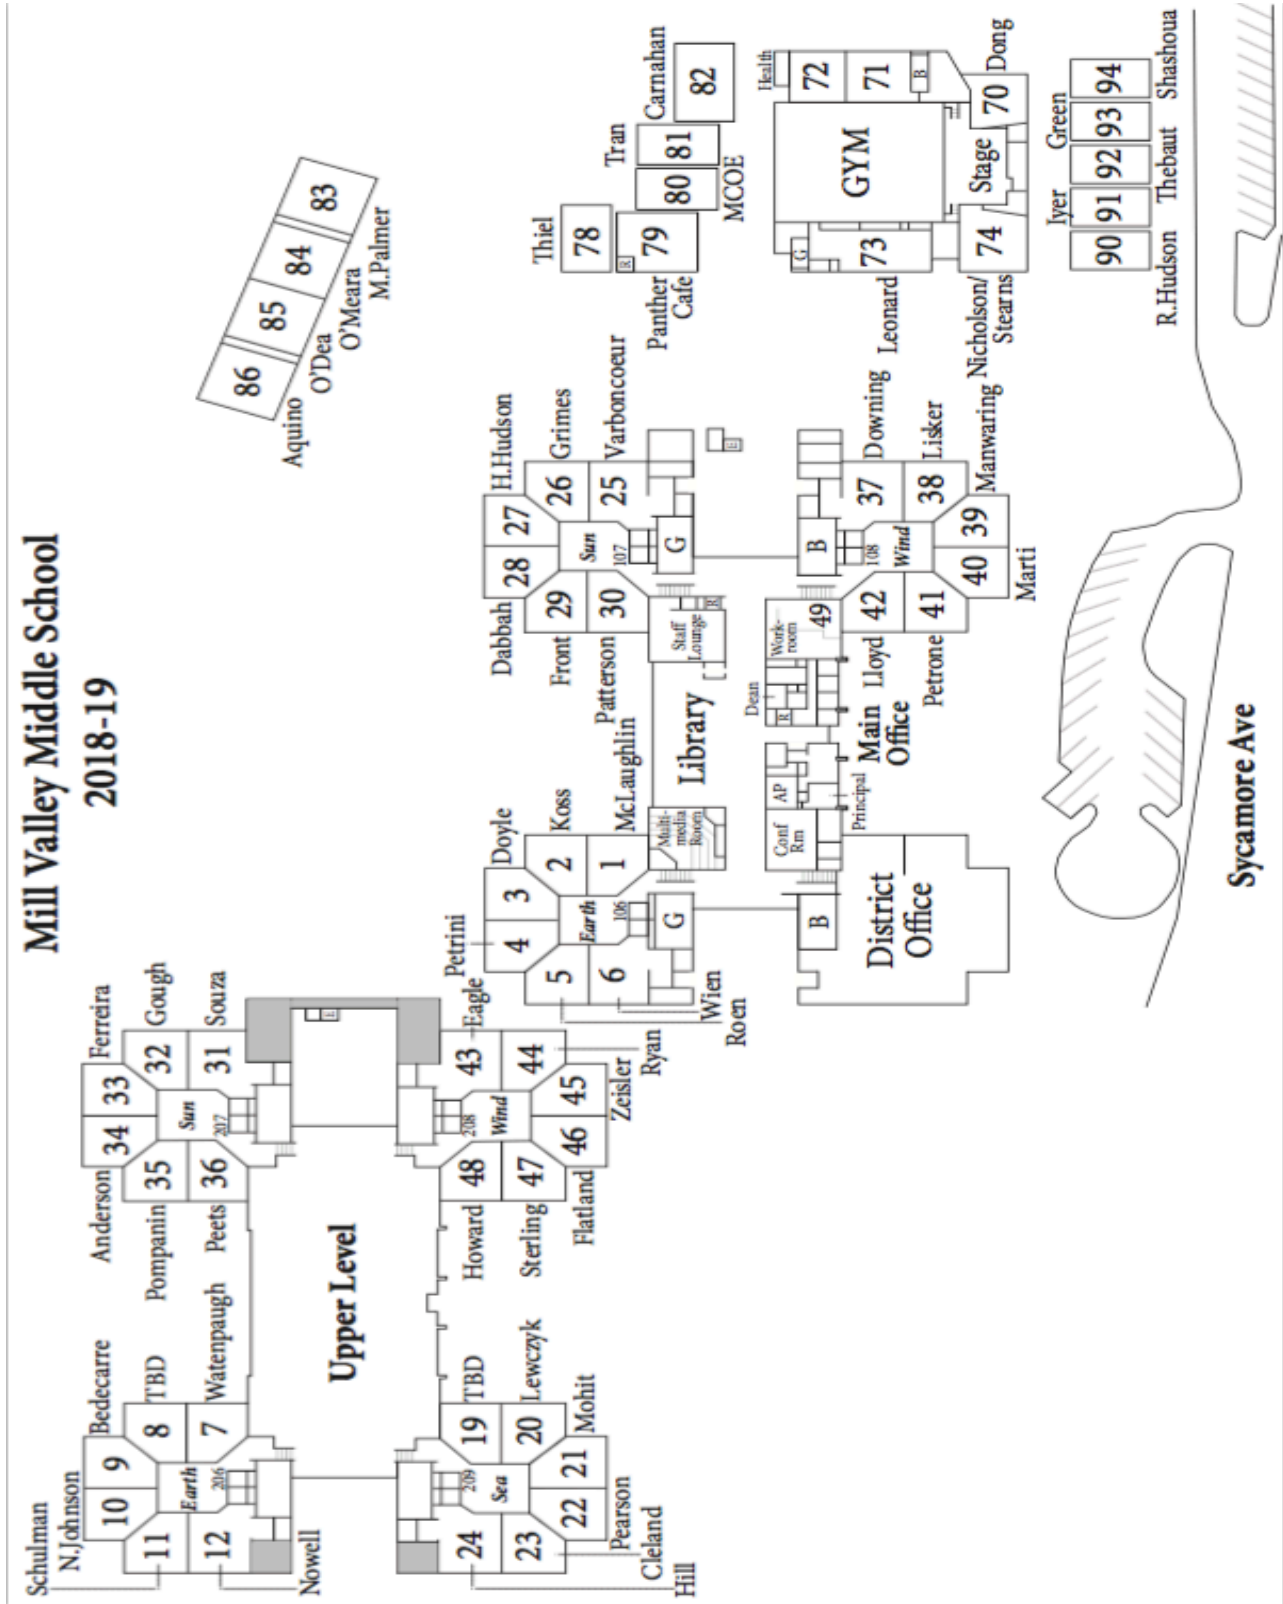 Mill Valley Middle School
2018-19
Schulman
N.Johnson
Bedecarre
TBD
Watenpaugh
Nowell
10
9
11
8
12
7
Earth
206
Anderson
Pompanin
Peets
Ferreira
Gough
Souza
34
33
35
32
36
31
Sun
207
E
Upper Level
24
19
23
20
22
21
Sea
209
TBD
Lewczyk
Mohit
Pearson
Cleland
Hill
48
43
47
44
46
45
Wind
208
Howard
Sterling
Flatland
Eagle
Ryan
Zeisler
Petrini
Doyle
Koss
McLaughlin
4
3
5
2
6
1
Earth
106
Wien
Roen
G
Multi-
media
Room
Library
Staff
Lounge
R
Dabbah
Front
Patterson
H.Hudson
Grimes
Varboncoeur
28
27
29
26
30
25
Sun
107
G
E
B
District
Office
Conf
Rm
AP
Principal
Main
Office
Dean
R
Work-
room
49
B
108
Wind
42
37
41
38
40
39
Lloyd
Petrone
Marti
Downing
Lisker
Manwaring
Aquino
O'Dea
O'Meara
M.Palmer
86
85
84
83
Thiel
78
R
79
Panther
Cafe
80
MCOE
Tran
81
Carnahan
82
Health
72
71
B
GYM
G
73
Leonard
74
Nicholson/
Stearns
Stage
70
Dong
Iyer
Green
90
91
92
93
94
R.Hudson
Thebaut
Shashoua
Sycamore Ave